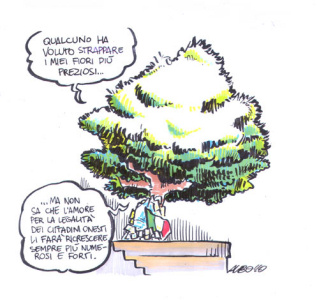 QUALCUNO HA
VOLUTO STRAPPARE
I MIEI FIORI PIÙ
PREZIOSI...
...MA NON
SA CHE L'AMORE
PER LA LEGALITÀ
DEI CITTADINI ONESTI
LI FARÀ RICRESCERE
SEMPRE PIÙ NUME-
ROSI E FORTI.